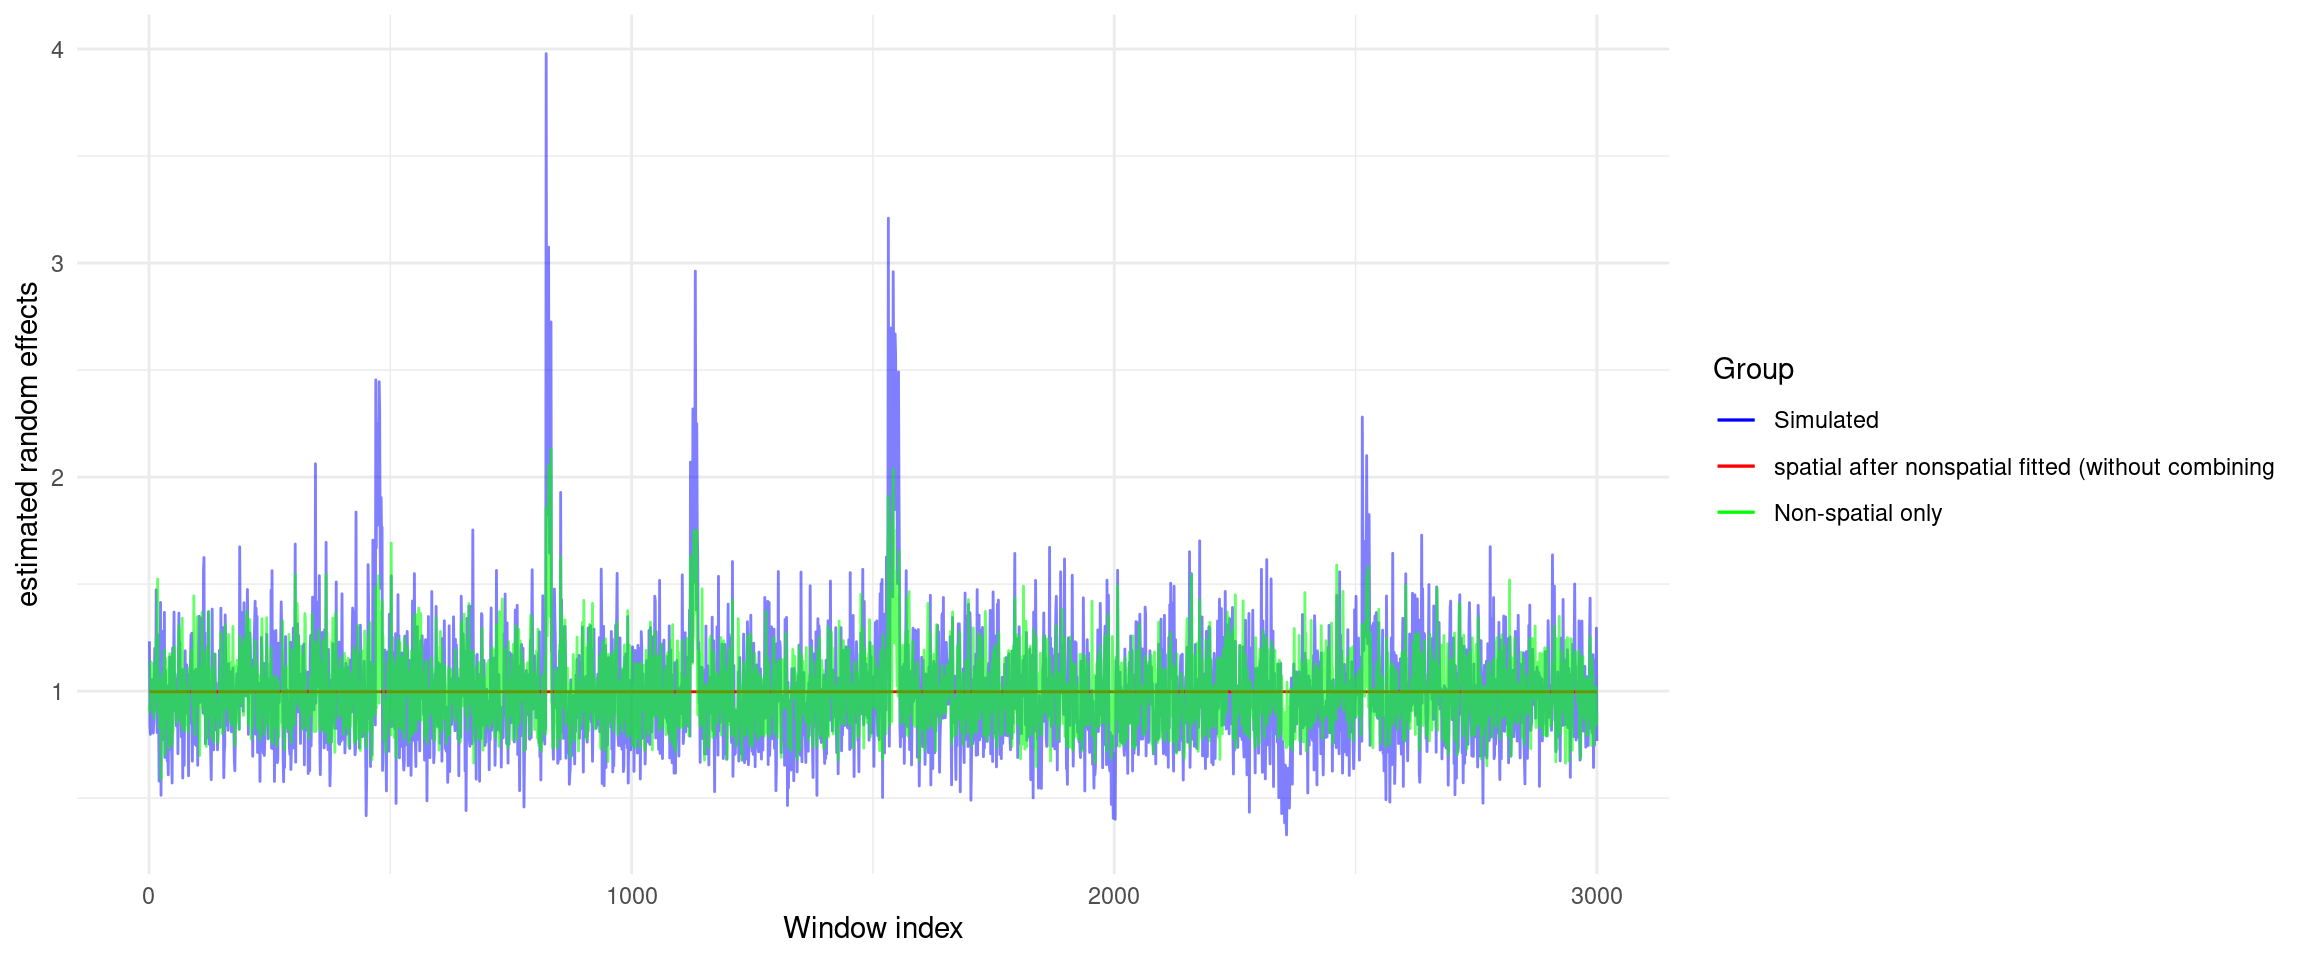 4
3
2
1
estimated random effects
0
1000
2000
3000
Window index
Group
Simulated
spatial after nonspatial fitted (without combining
Non-spatial only